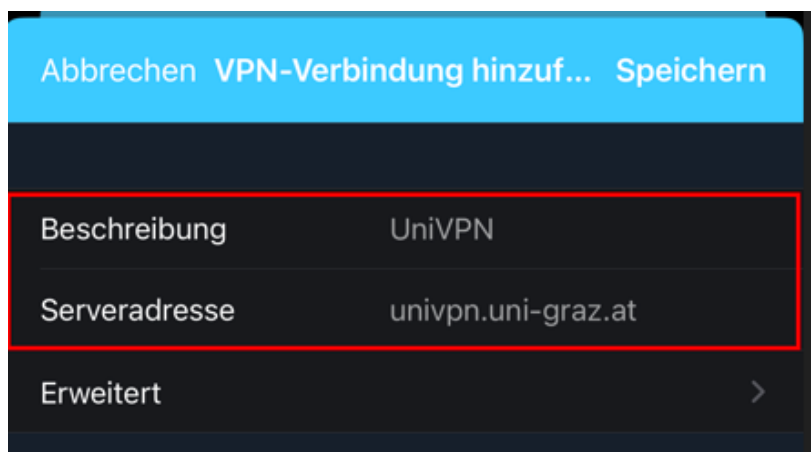 Abbrechen VPN-Verbindung hinzuf... Speichern
Beschreibung UniVPN
Serveradresse univpn.uni-graz.at
Erweitert